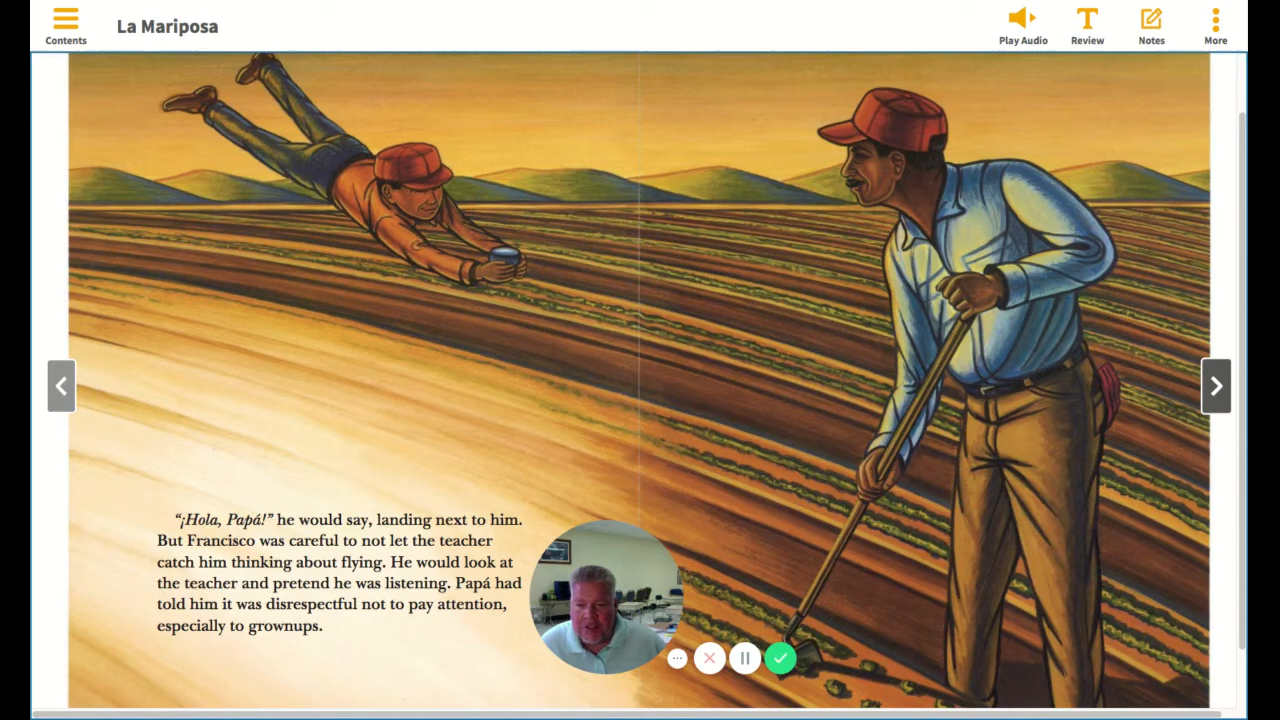 La Mariposa
Contents
Play Audio
Review
Notes
More
“¡Hola, Papá!” he would say, landing next to him.
But Francisco was careful to not let the teacher
catch him thinking about flying. He would look at
the teacher and pretend he was listening. Papá had
told him it was disrespectful not to pay attention,
especially to grownups.